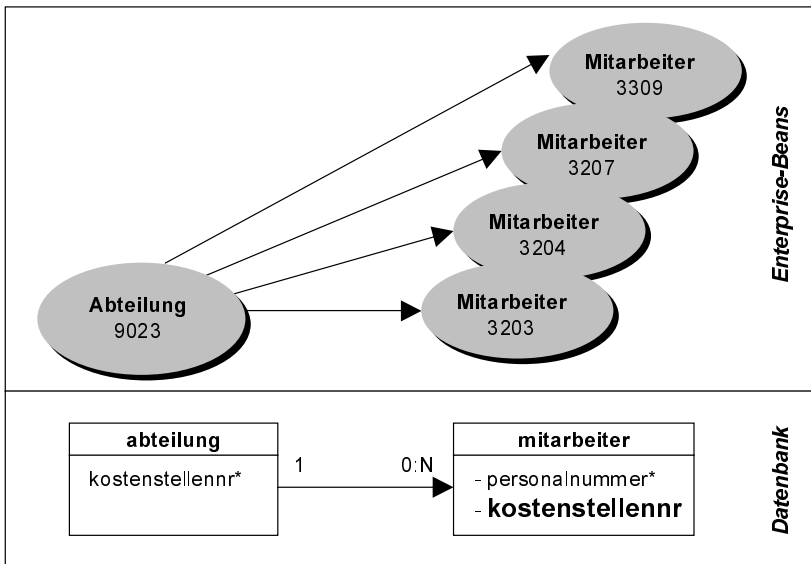 Mitarbeiter
3309
Mitarbeiter
3207
Mitarbeiter
3204
Mitarbeiter
3203
Abteilung
9023
Enterprise-Beans
abteilung
kostenstellennr*
1
0:N
mitarbeiter
- personalnummer*
- kostenstellennr
Datenbank